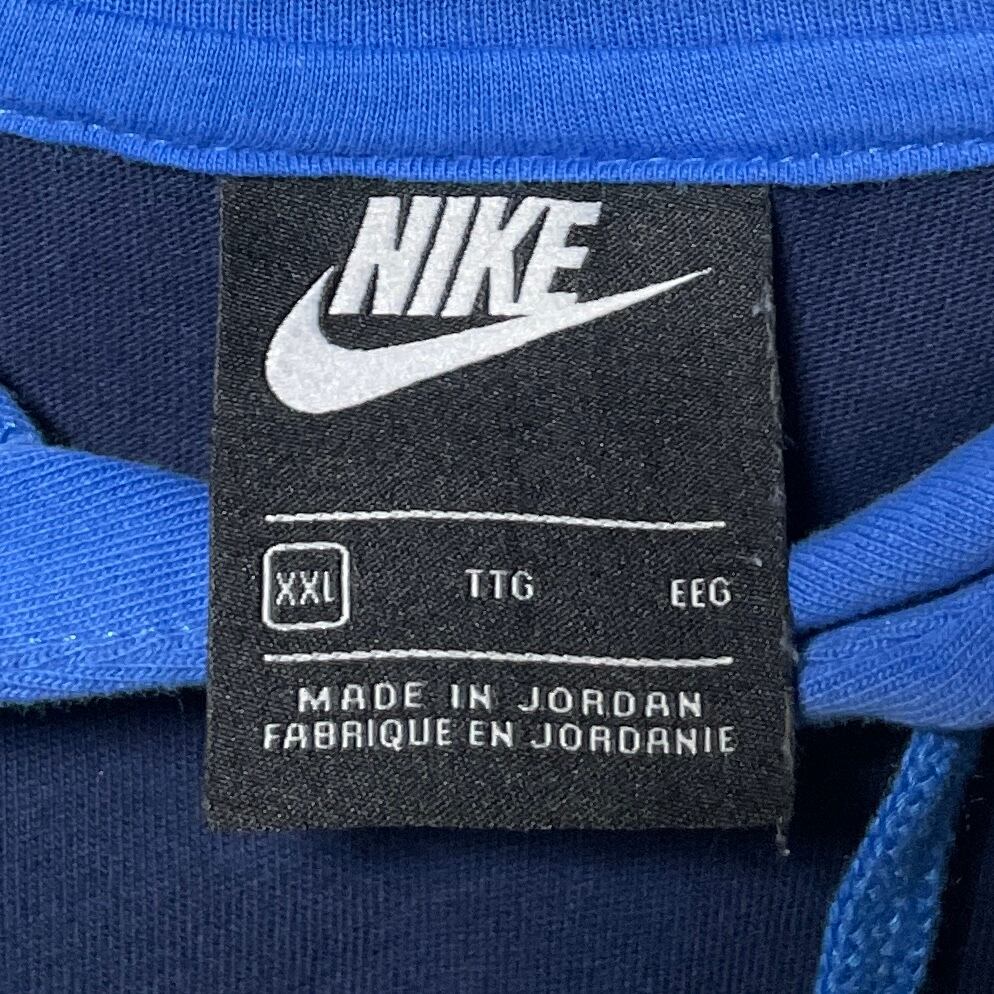 NIKE
XXL TTG EEG
MADE IN JORDAN
FABRIQUE EN JORDANIE